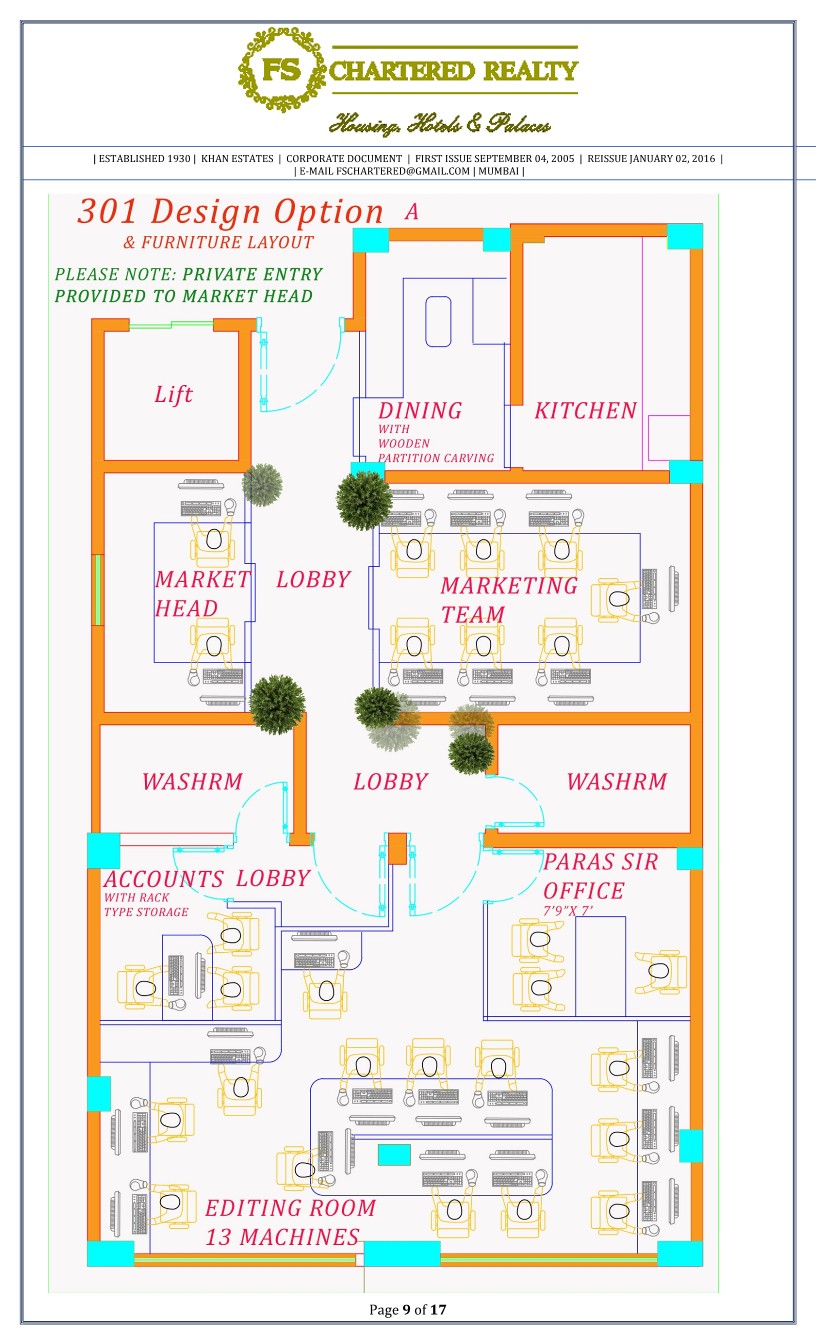 FS
CHARTERED REALTY
Housing, Hotels & Palaces
| ESTABLISHED 1930 | KHAN ESTATES | CORPORATE DOCUMENT | FIRST ISSUE SEPTEMBER 04, 2005 | REISSUE JANUARY 02, 2016 |
| E-MAIL FSCHARTERED@GMAIL.COM | MUMBAI |
301 Design Option A
& FURNITURE LAYOUT
PLEASE NOTE: PRIVATE ENTRY
PROVIDED TO MARKET HEAD
Lift
DINING
WITH
WOODEN
PARTITION CARVING
KITCHEN
MARKET
HEAD
LOBBY
MARKETING
TEAM
WASHRM
LOBBY
WASHRM
ACCOUNTS
WITH RACK
TYPE STORAGE
LOBBY
PARAS SIR
OFFICE
7'9"X 7'
EDITING ROOM
13 MACHINES
Page 9 of 17